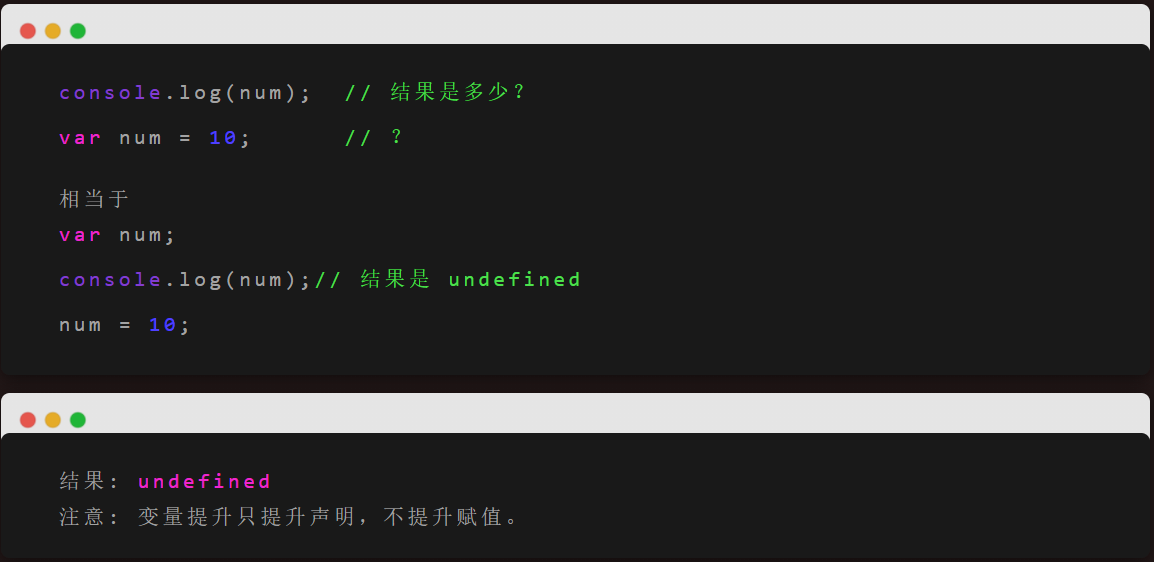 console.log(num);  // 结果是多少？
var num = 10;      // ？
相当于
var num;
console.log(num);// 结果是 undefined
num = 10;
结果: undefined
注意: 变量提升只提升声明，不提升赋值。